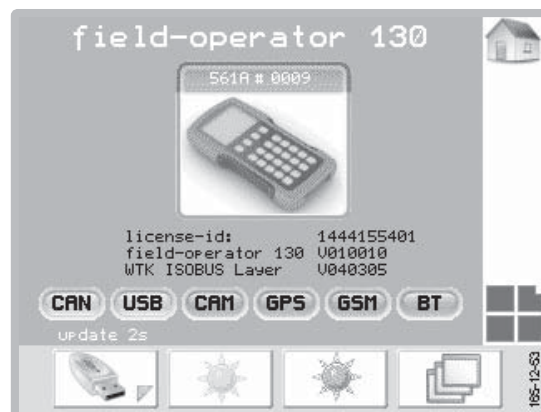 field-operator 130
561A # 0009
license-id: 1444155401
field-operator 130 V010010
WTK ISOBUS Layer V040305
CAN USB CAM GPS GSM BT
update 2s
165-12-53